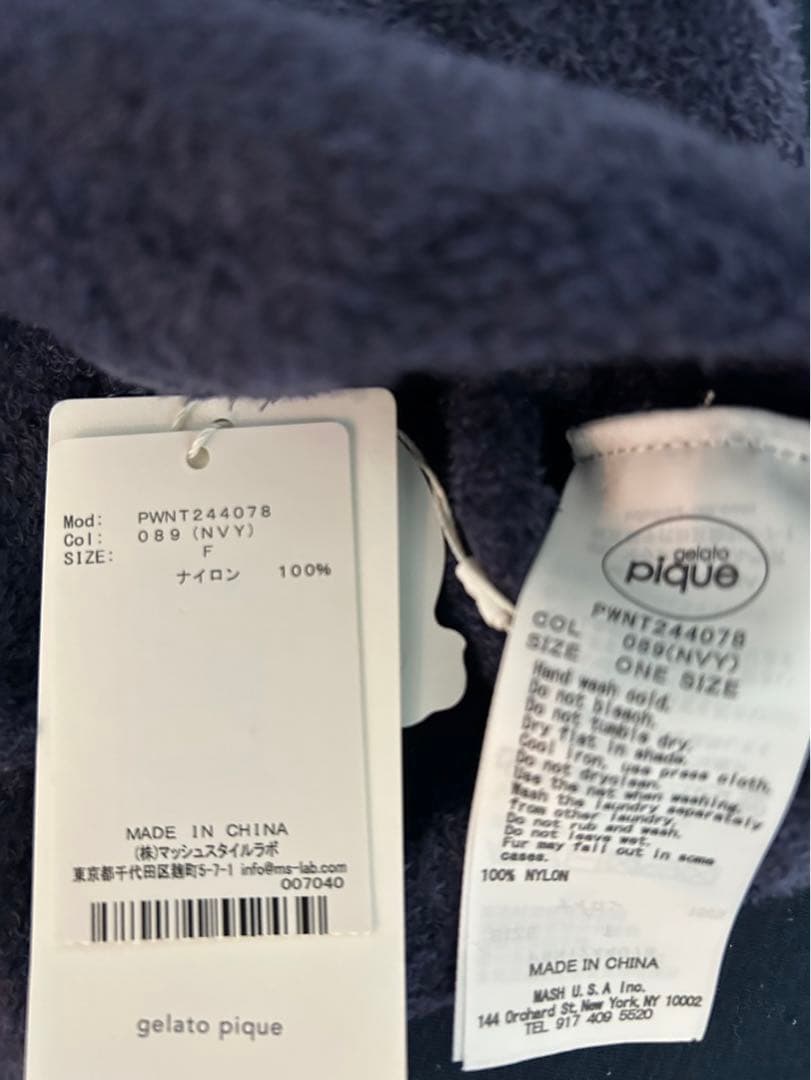 Mod: PWNT244078
Col: 089(NVY)
SIZE: F
ナイロン 100%
MADE IN CHINA
(株)マッシュスタイルラボ
東京都千代田区麹町5-7-1 info@ms-lab.com
007040
gelato pique
gelato
pique
PWNT244078
COL 089(NVY)
SIZE ONE SIZE
Hand wash cold.
Do not bleach.
Do not tumble dry.
Dry flat in shade.
Cool iron, use press cloth.
Do not dryclean.
Use the net when washing.
Wash the laundry separately
from other laundry.
Do not rub and wash.
Do not leave wet.
Fur may fall out in some
cases.
100% NYLON
MADE IN CHINA
MASH U.S.A Inc.
144 Orchard St, New York, NY 10002
TEL 917 409 5520